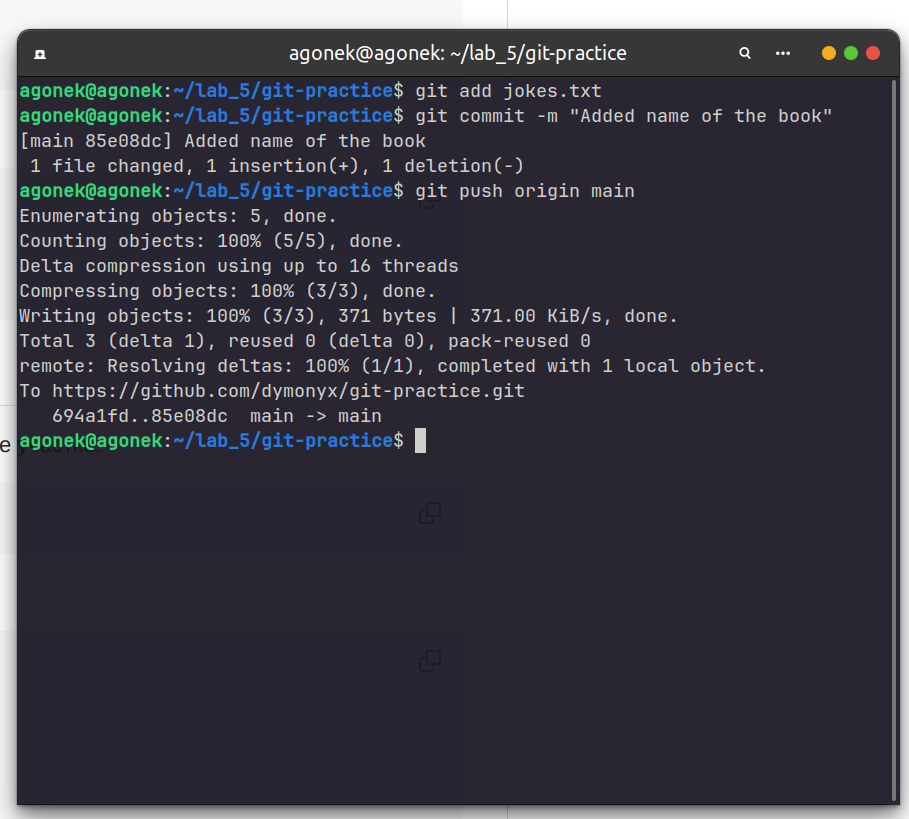 agonek@agonek: ~/lab_5/git-practice
agonek@agonek:~/lab_5/git-practice$ git add jokes.txt
agonek@agonek:~/lab_5/git-practice$ git commit -m "Added name of the book"
[main 85e08dc] Added name of the book
 1 file changed, 1 insertion(+), 1 deletion(-)
agonek@agonek:~/lab_5/git-practice$ git push origin main
Enumerating objects: 5, done.
Counting objects: 100% (5/5), done.
Delta compression using up to 16 threads
Compressing objects: 100% (3/3), done.
Writing objects: 100% (3/3), 371 bytes | 371.00 KiB/s, done.
Total 3 (delta 1), reused 0 (delta 0), pack-reused 0
remote: Resolving deltas: 100% (1/1), completed with 1 local object.
To https://github.com/dymonyx/git-practice.git
   694a1fd..85e08dc  main -> main
agonek@agonek:~/lab_5/git-practice$